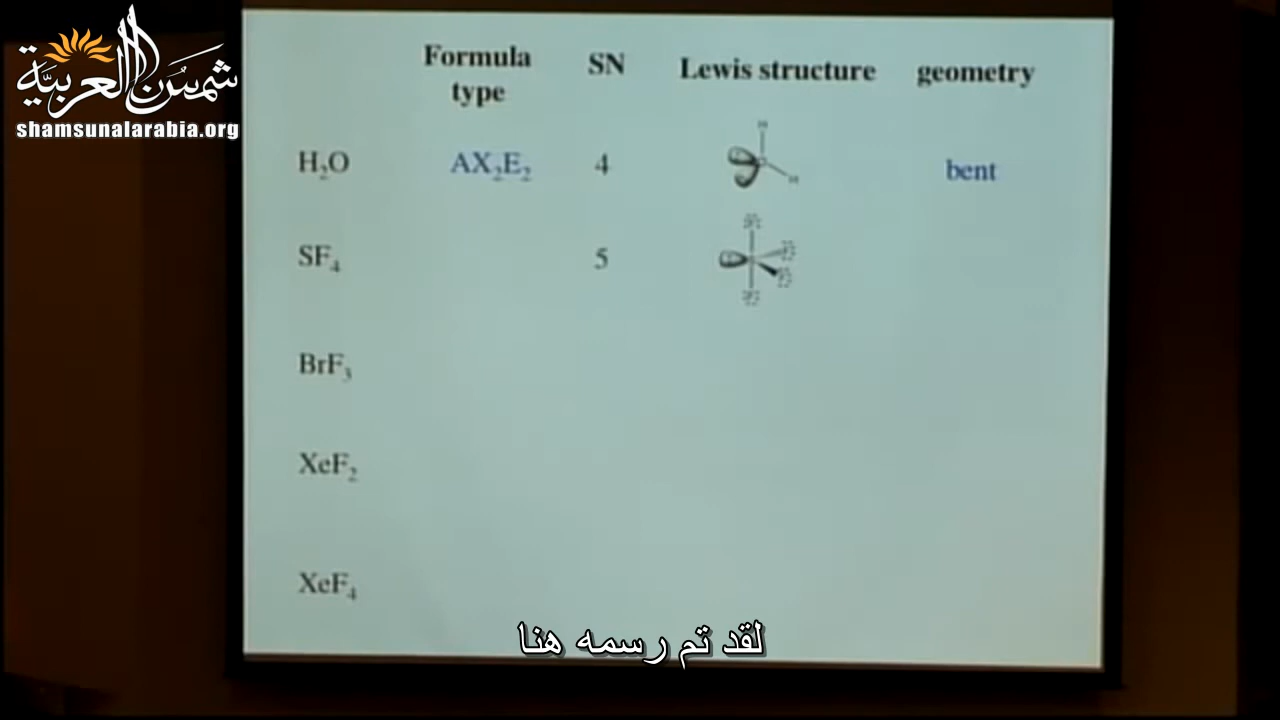 شمس العربية
shamsunalarabia.org
Formula type SN Lewis structure geometry
H₂O AX₂E₂ 4 H H bent
SF₄ 5
BrF₃
XeF₂
XeF₄
لقد تم رسمه هنا